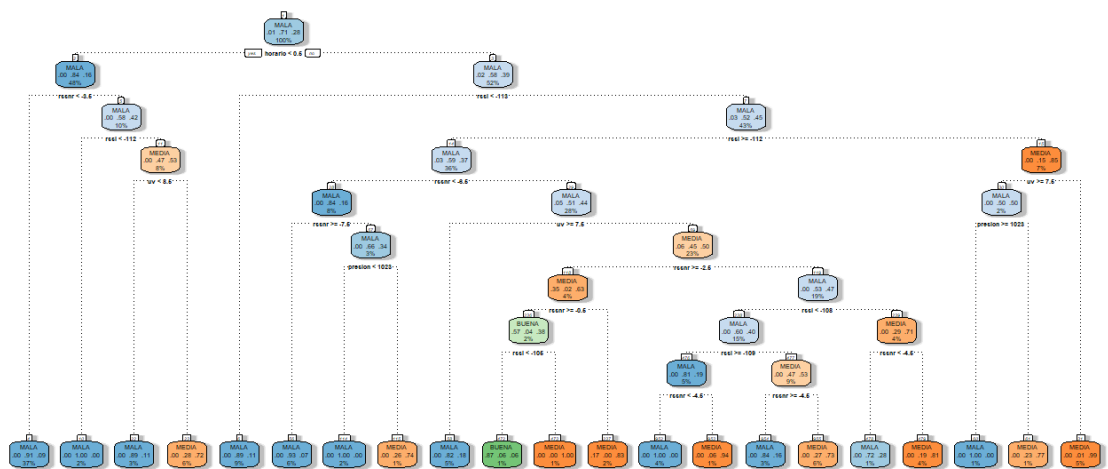 MALA
.01 .71 .28
100%
yes horario < 0.5 no
MALA
.00 .84 .16
48%
rssnr < -3.5
MALA
.02 .58 .39
52%
rssi < -113
MALA
.00 .58 .42
10%
rssi < -112
MALA
.03 .52 .45
43%
rssi >= -112
MEDIA
.00 .47 .53
8%
uv < 8.5
MALA
.03 .59 .37
36%
rssnr < -6.5
MEDIA
.00 .15 .85
7%
uv >= 7.5
MALA
.00 .84 .16
8%
rssnr >= -7.5
MALA
.05 .51 .44
28%
uv >= 7.5
MALA
.00 .50 .50
2%
presion >= 1023
MALA
.00 .66 .34
3%
presion < 1023
MEDIA
.06 .45 .50
23%
rssnr >= -2.5
MEDIA
.35 .02 .63
4%
rssnr >= -0.5
MALA
.00 .53 .47
19%
rssi < -108
BUENA
.57 .04 .38
2%
rssi < -106
MALA
.00 .60 .40
15%
rssi >= -109
MEDIA
.00 .29 .71
4%
rssnr < -4.5
MALA
.00 .81 .19
5%
rssnr < -4.5
MEDIA
.00 .47 .53
9%
rssnr >= -4.5
MALA
.00 .91 .09
37%
MALA
.00 1.00 .00
2%
MALA
.00 .89 .11
3%
MEDIA
.00 .28 .72
6%
MALA
.00 .89 .11
9%
MALA
.00 .93 .07
6%
MALA
.00 1.00 .00
2%
MEDIA
.00 .26 .74
1%
MALA
.00 .82 .18
5%
BUENA
.87 .06 .06
1%
MEDIA
.00 .00 1.00
1%
MEDIA
.17 .00 .83
2%
MALA
.00 1.00 .00
4%
MEDIA
.00 .06 .94
1%
MALA
.00 .84 .16
3%
MEDIA
.00 .27 .73
6%
MALA
.00 .72 .28
1%
MEDIA
.00 .19 .81
4%
MALA
.00 1.00 .00
1%
MEDIA
.00 .23 .77
1%
MEDIA
.00 .01 .99
5%